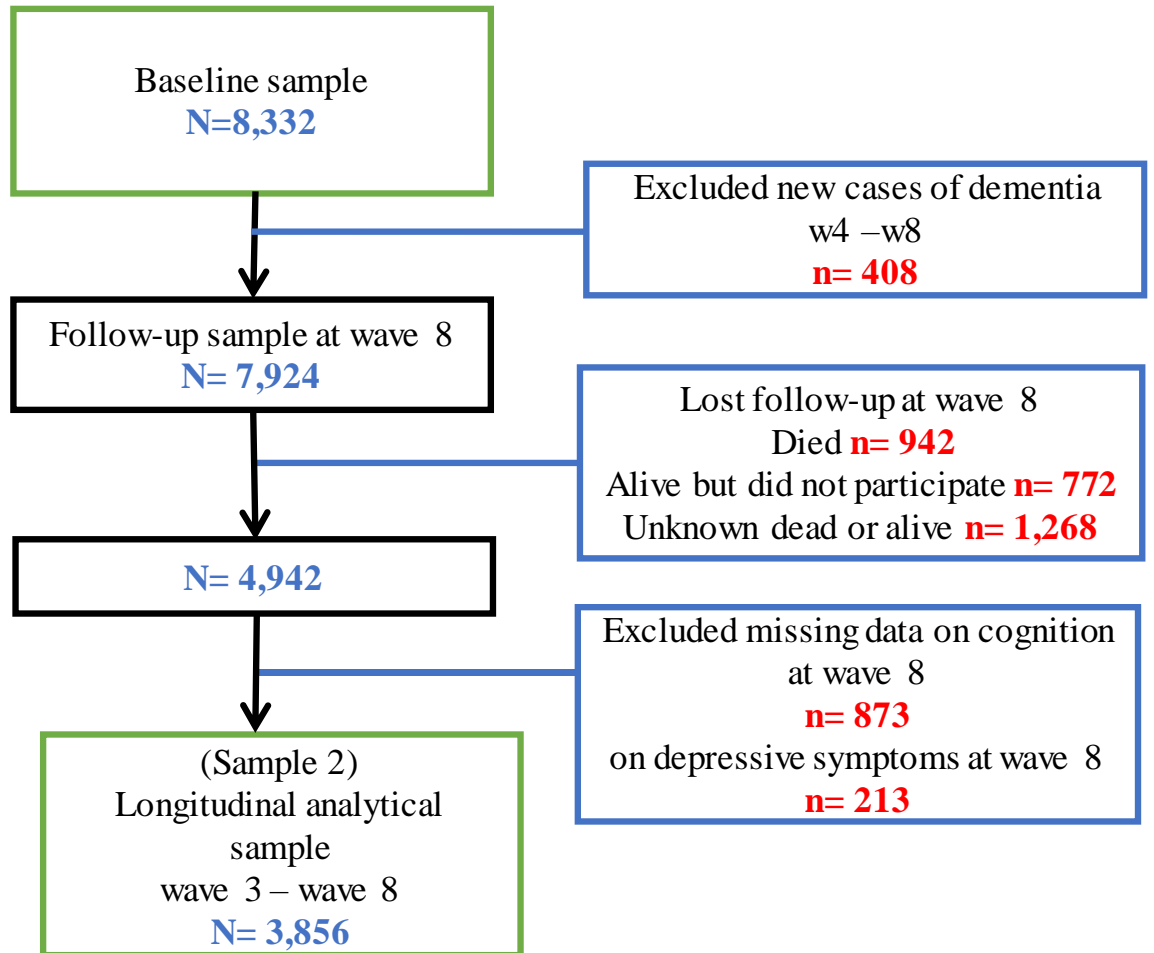 Baseline sample
N=8,332
Excluded new cases of dementia
w4 –w8
n= 408
Follow-up sample at wave 8
N= 7,924
Lost follow-up at wave 8
Died n= 942
Alive but did not participate n= 772
Unknown dead or alive n= 1,268
N= 4,942
Excluded missing data on cognition
at wave 8
n= 873
on depressive symptoms at wave 8
n= 213
(Sample 2)
Longitudinal analytical
sample
wave 3 – wave 8
N= 3,856